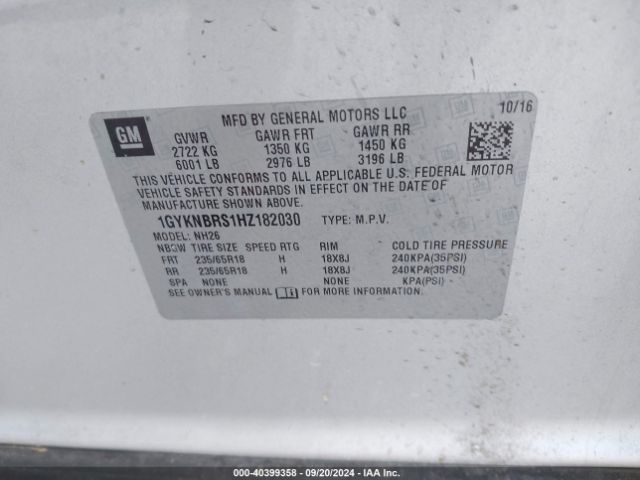 GM
MFD BY GENERAL MOTORS LLC
10/16
GVWR GAWR FRT GAWR RR
2722 KG 1350 KG 1450 KG
6001 LB 2976 LB 3196 LB
THIS VEHICLE CONFORMS TO ALL APPLICABLE U.S. FEDERAL MOTOR
VEHICLE SAFETY STANDARDS IN EFFECT ON THE DATE OF
MANUFACTURE SHOWN ABOVE.
1GYKNBRS1HZ182030 TYPE: M.P.V.
MODEL: NH26
NBQW TIRE SIZE SPEED RTG RIM COLD TIRE PRESSURE
FRT 235/65R18 H 18X8J 240KPA(35PSI)
RR 235/65R18 H 18X8J 240KPA(35PSI)
SPA NONE NONE KPA(PSI) -
SEE OWNER'S MANUAL FOR MORE INFORMATION.
© - 40399358 - 09/20/2024 - IAAI.COM